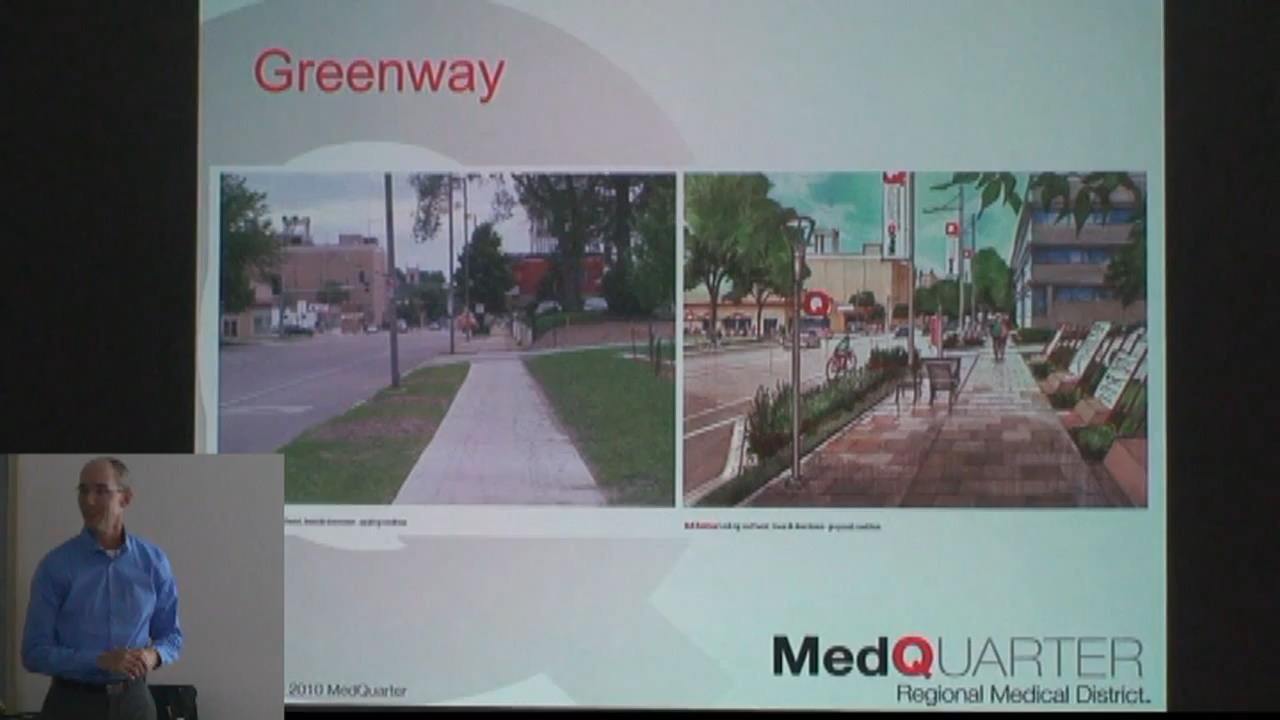 Greenway
Q
2010 MedQuarter
MedQUARTER
Regional Medical District.